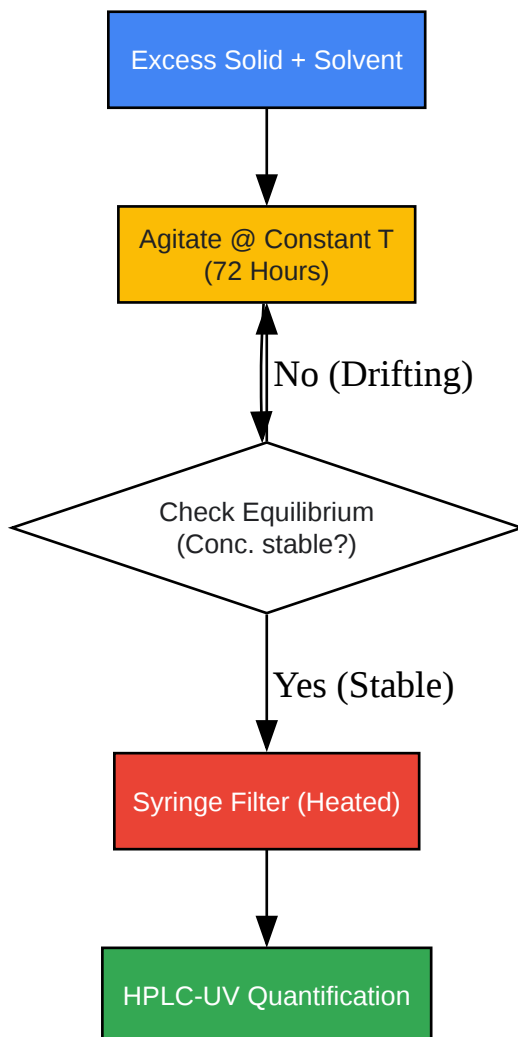 Excess Solid + Solvent
Agitate @ Constant T
(72 Hours)
No (Drifting)
Check Equilibrium
(Conc. stable?)
Yes (Stable)
Syringe Filter (Heated)
HPLC-UV Quantification